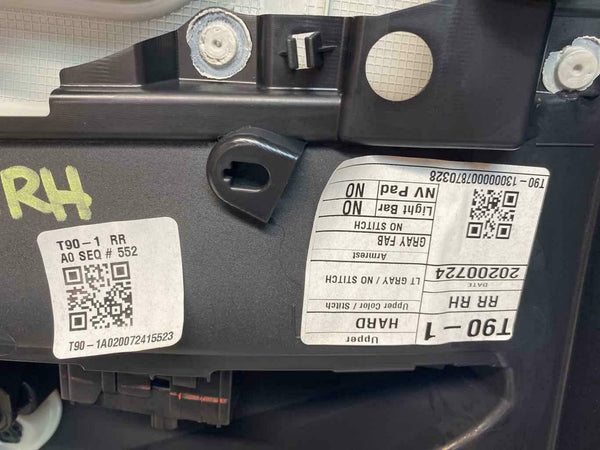 RH
T90-1 RR
A0 SEQ # 552
T90-1A020072415523
T90-1
RR RH
DATE
20200724
T90-1300000007870328
Upper
HARD
Upper Color / Stitch
LT GRAY / NO STITCH
Armrest
GRAY FAB
NO STITCH
Light Bar
NO
NV Pad
NO